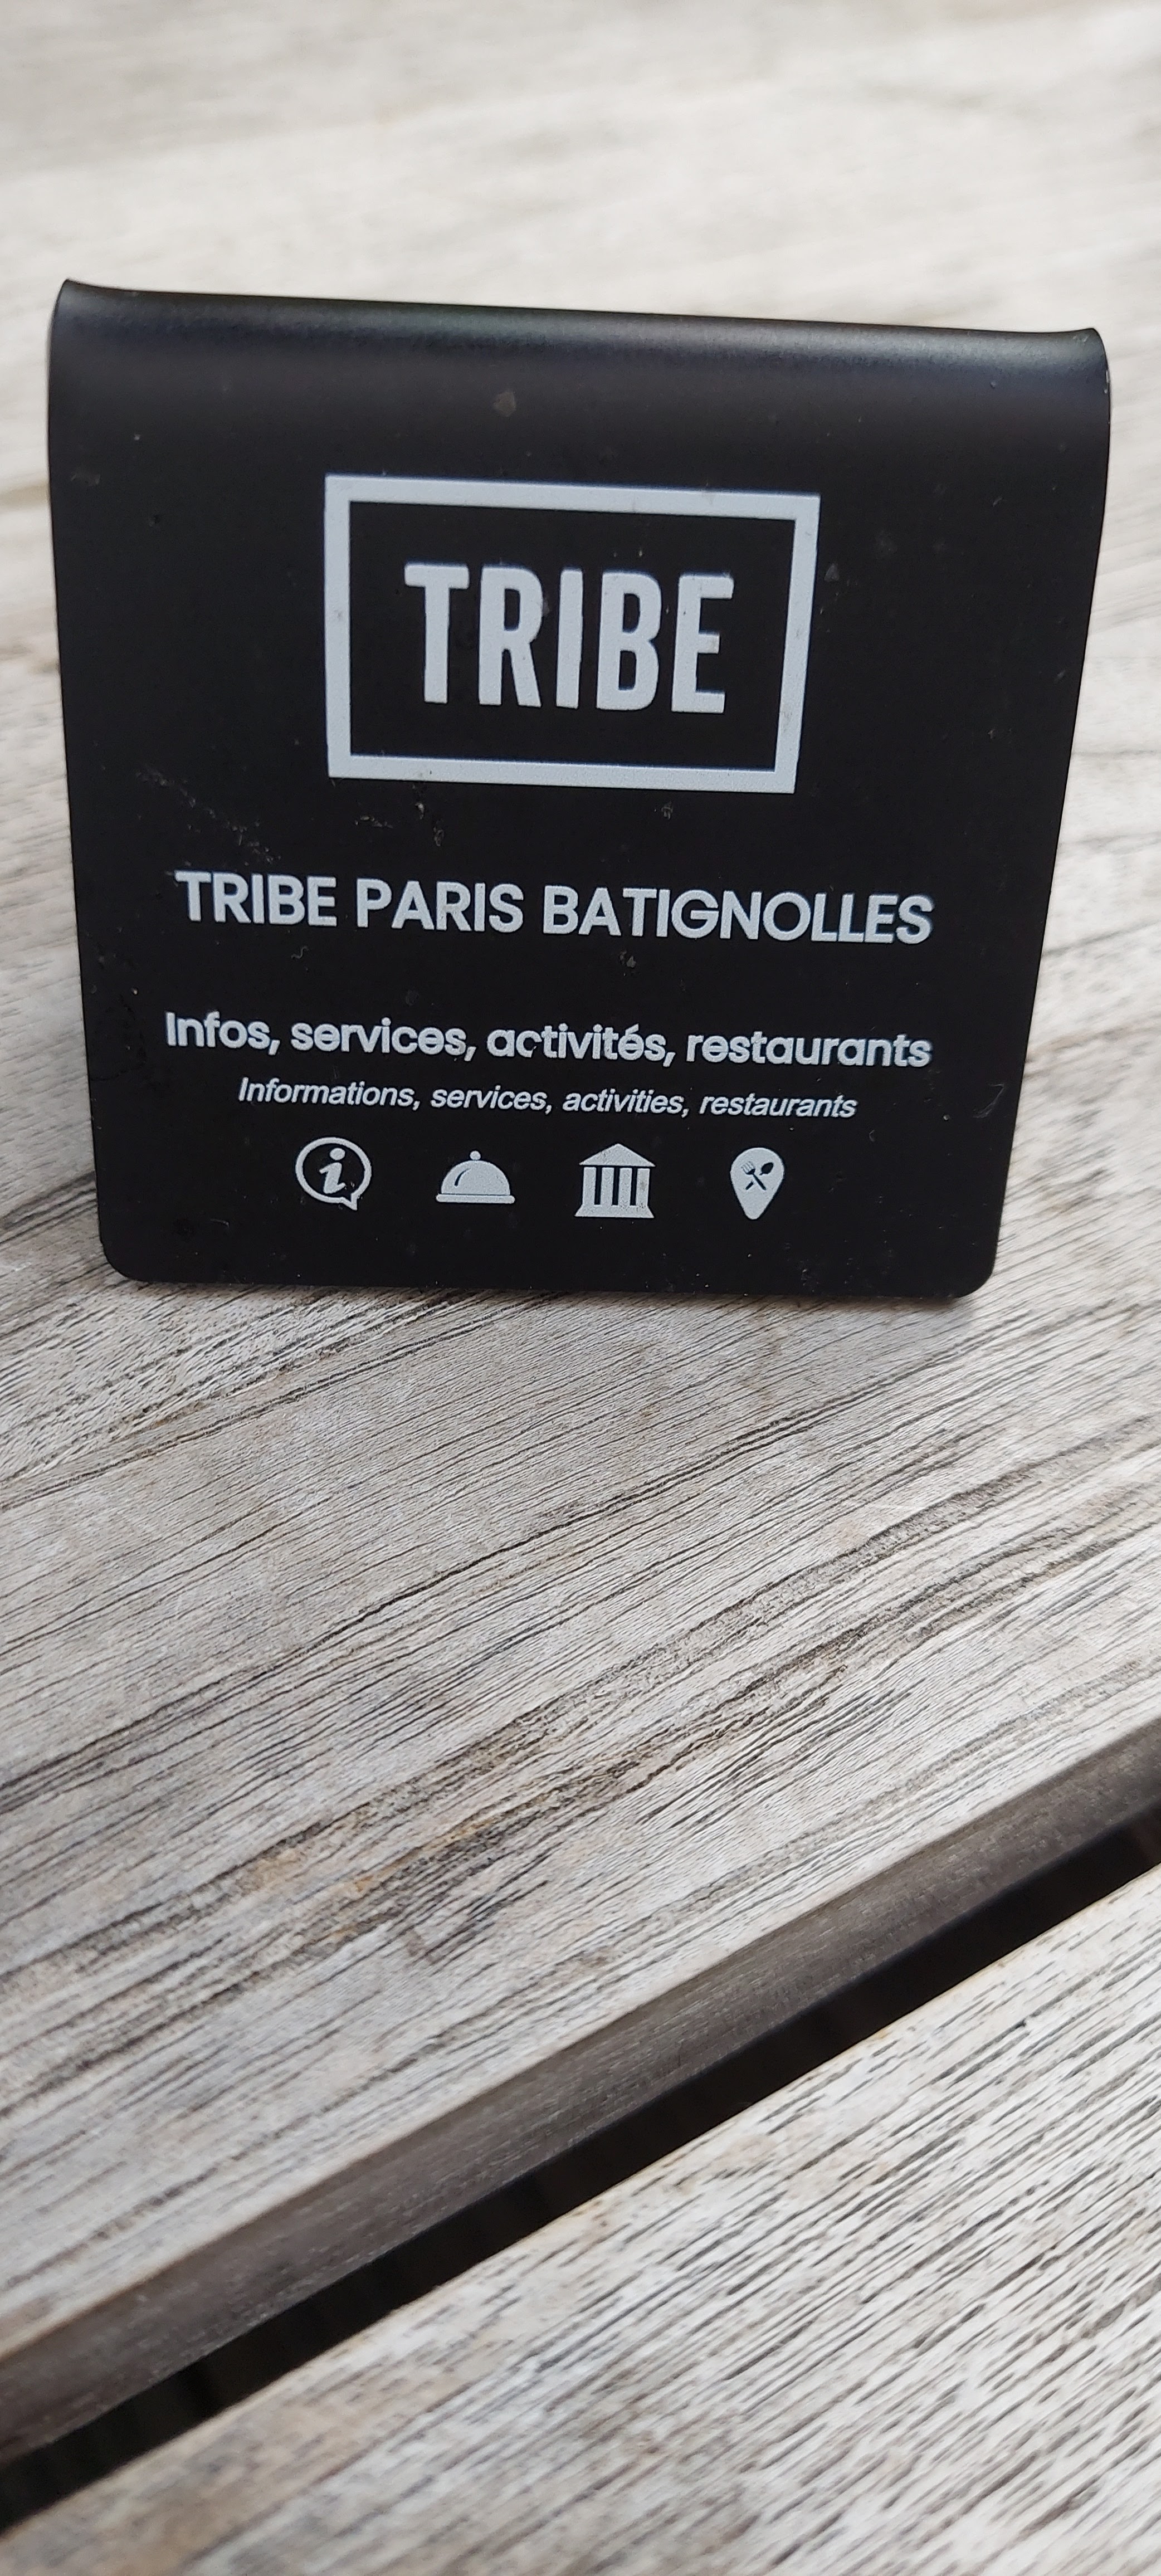 TRIBE
TRIBE PARIS BATIGNOLLES
Infos, services, activités, restaurants
Informations, services, activities, restaurants